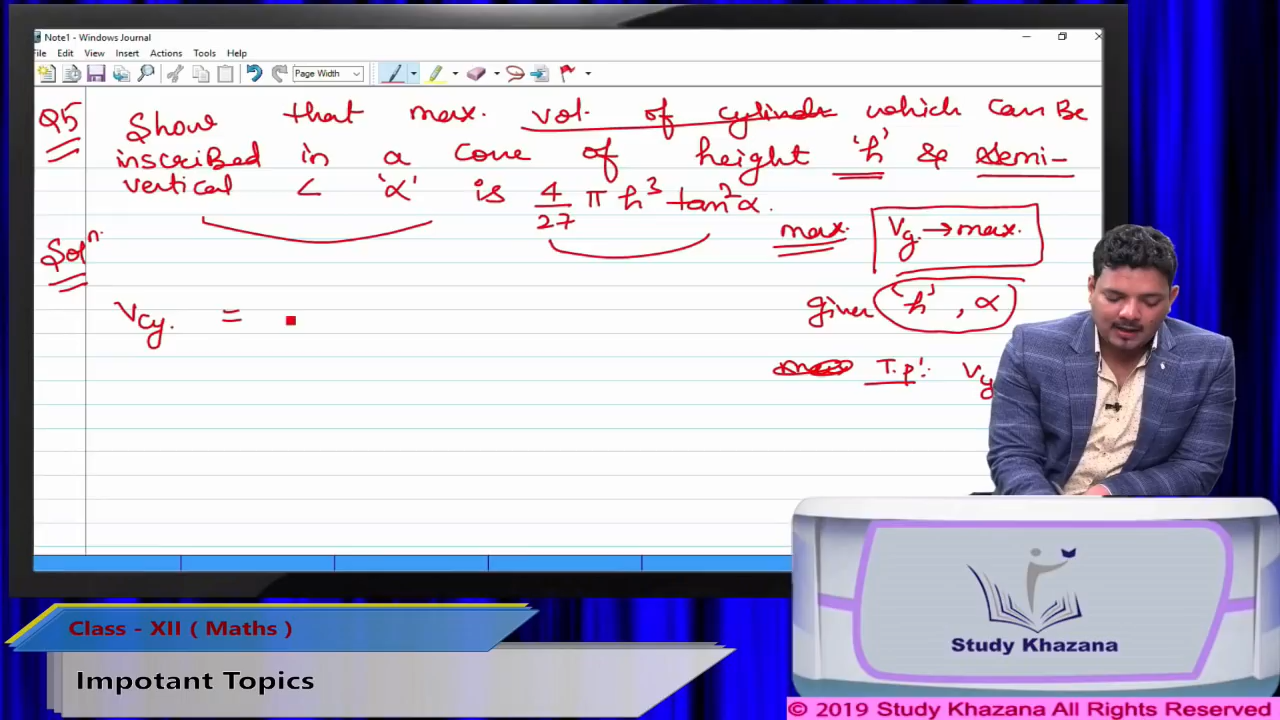 Note1 - Windows Journal
File Edit View Insert Actions Tools Help
Page Width
Q5 Show that max. vol. of cylinder which can Be
inscribed in a cone of height 'h' & Semi-
vertical < 'α' is 4/27 π h³ tan²α.
Solⁿ.
max. Vcy. → max.
given 'h', α
Vcy. =
T.p:. Vcy
Study Khazana
Class - XII ( Maths )
Impotant Topics
© 2019 Study Khazana All Rights Reserved